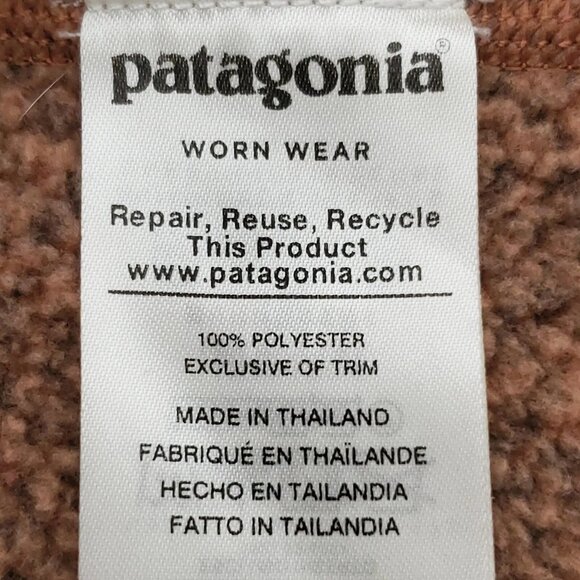 patagonia®
WORN WEAR
Repair, Reuse, Recycle
This Product
www.patagonia.com
100% POLYESTER
EXCLUSIVE OF TRIM
MADE IN THAILAND
FABRIQUÉ EN THAÏLANDE
HECHO EN TAILANDIA
FATTO IN TAILANDIA